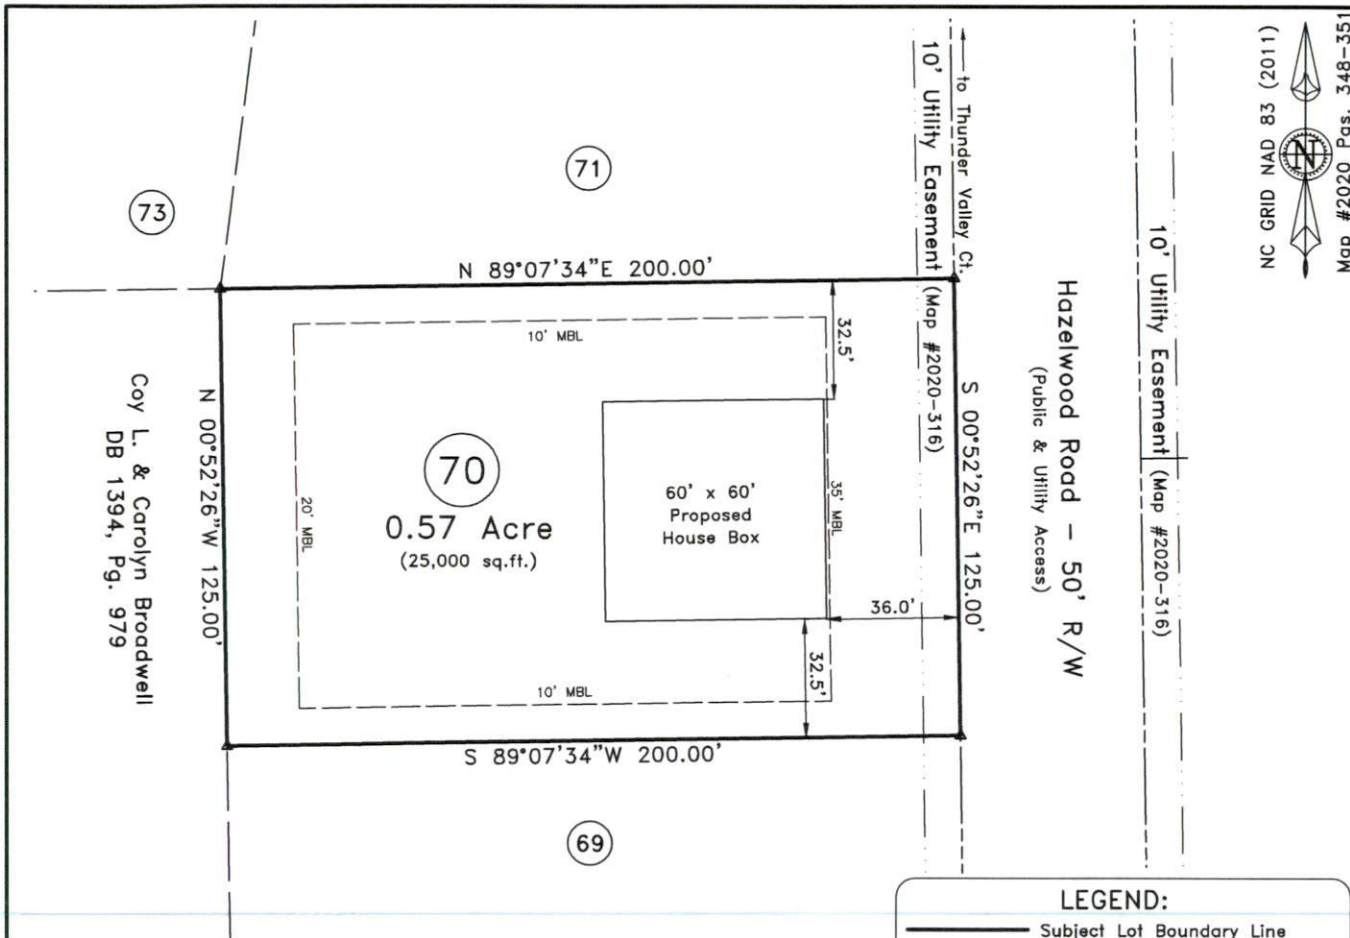 Map #2020 Pgs. 348-351
NC GRID NAD 83 (2011)
N
to Thunder Valley Ct.
10' Utility Easement (Map #2020-316)
10' Utility Easement (Map #2020-316)
Hazelwood Road - 50' R/W
(Public & Utility Access)
71
73
N 89°07'34"E 200.00'
10' MBL
32.5'
S 00°52'26"E 125.00'
N 00°52'26"W 125.00'
Coy L. & Carolyn Broadwell
DB 1394, Pg. 979
20' MBL
70
0.57 Acre
(25,000 sq.ft.)
60' x 60'
Proposed
House Box
35' MBL
36.0'
32.5'
10' MBL
S 89°07'34"W 200.00'
69
LEGEND:
Subject Lot Boundary Line